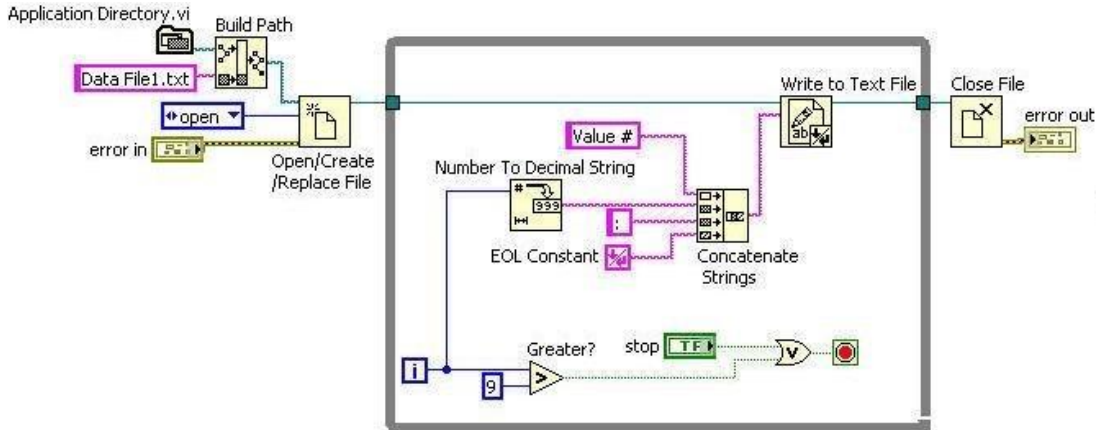 Application Directory.vi
Build Path
Data File1.txt
open
error in
Open/Create
/Replace File
Write to Text File
Close File
error out
Value #
ab
Number To Decimal String
#
999
:
EOL Constant
Concatenate
Strings
stop
TF
Greater?
i
>
9
V